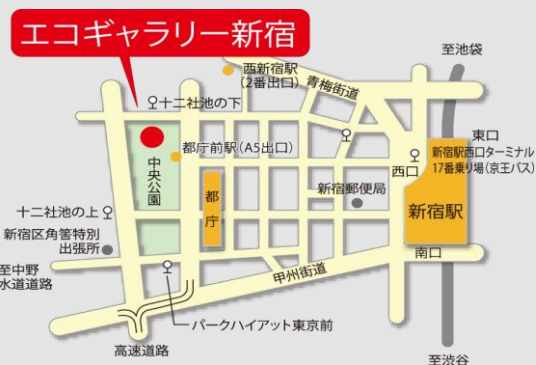 エコギャラリー新宿
至池袋
西新宿駅
(2番出口)
青梅街道
十二社池の下
東口
都庁前駅(A5出口)
新宿駅西口ターミナル
17番乗り場(京王バス)
西口
中央公園
都庁
新宿郵便局
新宿駅
十二社池の上
新宿区角筈特別
出張所
南口
至中野
水道道路
甲州街道
パークハイアット東京前
高速道路
至渋谷